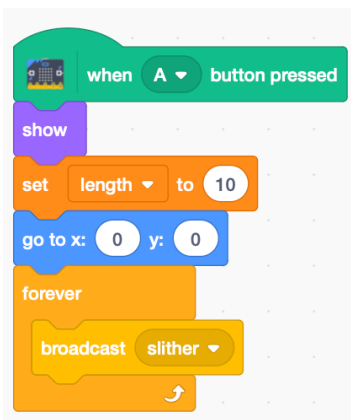 when A button pressed
show
set length to 10
go to x: 0 y: 0
forever
broadcast slither